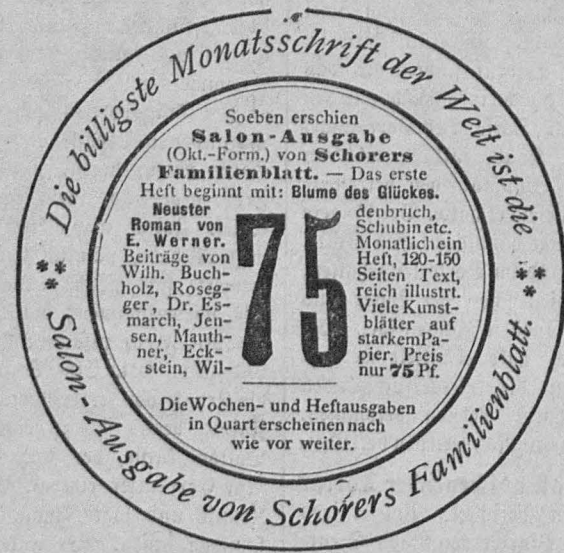 Die billigste Monatsschrift der Welt ist die
Salon-Ausgabe von Schorers Familienblatt.
Soeben erschien
Salon-Ausgabe
(Okt.-Form.) von Schorers
Familienblatt. — Das erste
Heft beginnt mit: Blume des Glückes.
Neuster
Roman von
E. Werner.
Beiträge von
Wilh. Buch-
holz, Roseg-
ger, Dr. Es-
march, Jen-
sen, Mauth-
ner, Eck-
stein, Wil-
75
denbruch,
Schubin etc.
Monatlich ein
Heft, 120-150
Seiten Text,
reich illustrt.
Viele Kunst-
blätter auf
starkem Pa-
pier. Preis
nur 75 Pf.
Die Wochen- und Heftausgaben
in Quart erscheinen nach
wie vor weiter.